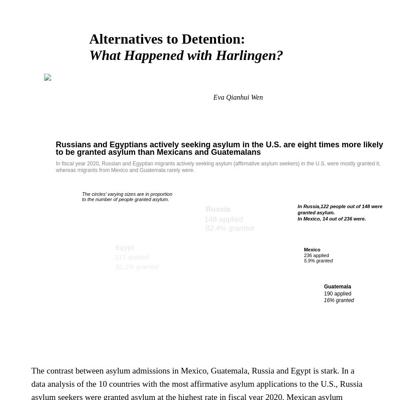 Alternatives to Detention:
What Happened with Harlingen?
Eva Qianhui Wen
Russians and Egyptians actively seeking asylum in the U.S. are eight times more likely
to be granted asylum than Mexicans and Guatemalans
In fiscal year 2020, Russian and Egyptian migrants actively seeking asylum (affirmative asylum seekers) in the U.S. were mostly granted it,
whereas migrants from Mexico and Guatemala rarely were.
The circles' varying sizes are in proportion
to the number of people granted asylum.
Russia
148 applied
82.4% granted
In Russia,122 people out of 148 were
granted asylum.
In Mexico, 14 out of 236 were.
Egypt
applied
granted
Mexico
236 applied
5.9% granted
Guatemala
190 applied
16% granted
The contrast between asylum admissions in Mexico, Guatemala, Russia and Egypt is stark. In a
data analysis of the 10 countries with the most affirmative asylum applications to the U.S., Russia
asylum seekers were granted asylum at the highest rate in fiscal year 2020. Mexican asylum